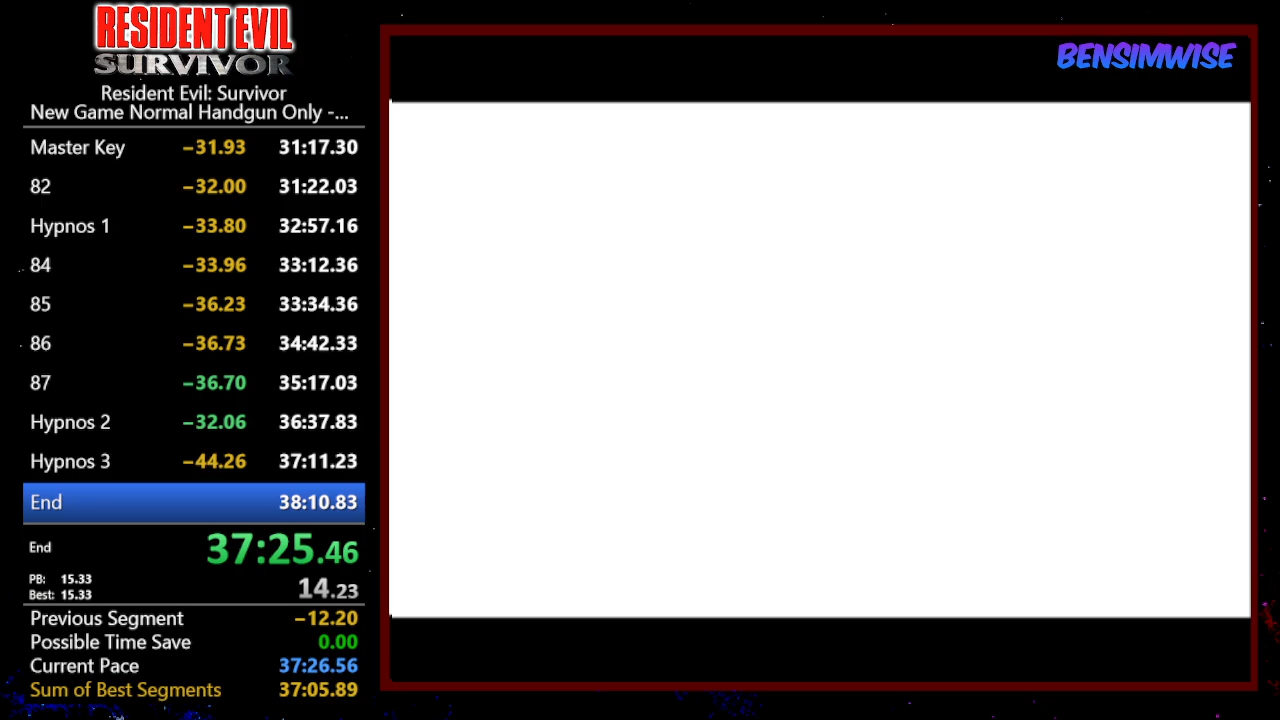 RESIDENT EVIL
SURVIVOR
BENSIMWISE
Resident Evil: Survivor
New Game Normal Handgun Only -...
Master Key -31.93 31:17.30
82 -32.00 31:22.03
Hypnos 1 -33.80 32:57.16
84 -33.96 33:12.36
85 -36.23 33:34.36
86 -36.73 34:42.33
87 -36.70 35:17.03
Hypnos 2 -32.06 36:37.83
Hypnos 3 -44.26 37:11.23
End 38:10.83
End 37:25.46
PB: 15.33
Best: 15.33 14.23
Previous Segment -12.20
Possible Time Save 0.00
Current Pace 37:26.56
Sum of Best Segments 37:05.89